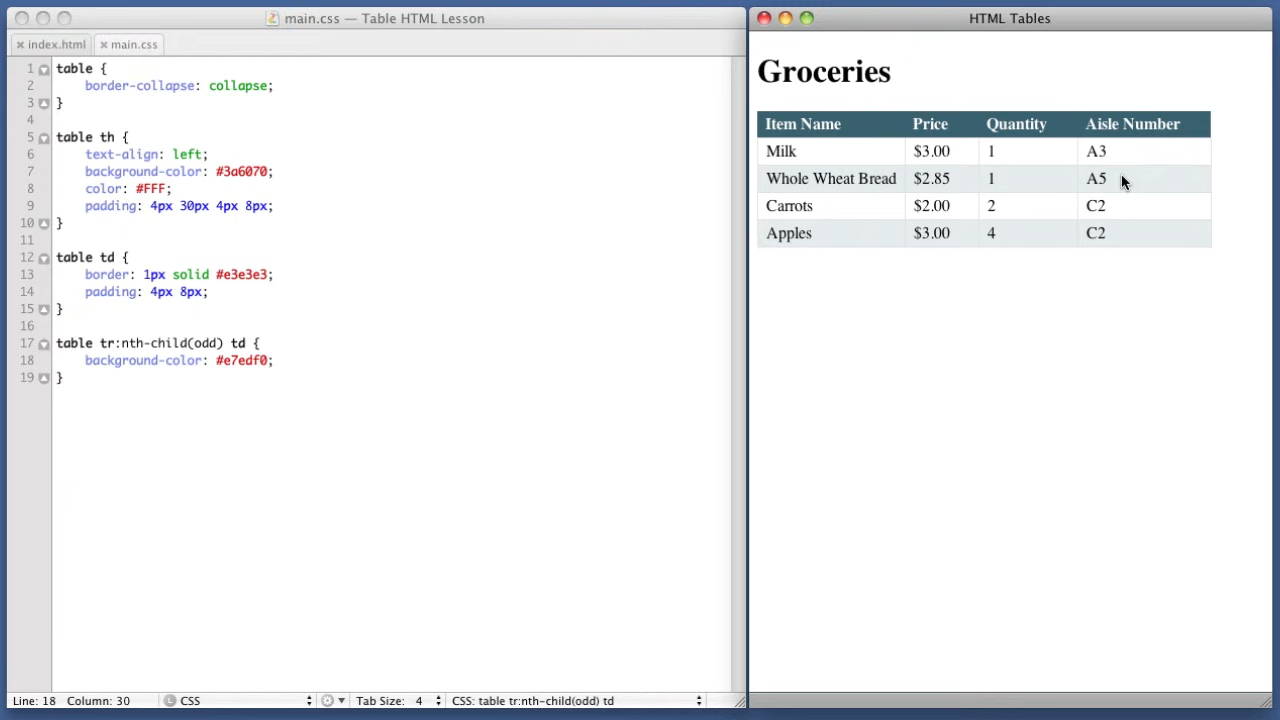 main.css — Table HTML Lesson
index.html
main.css
1 table {
2 border-collapse: collapse;
3 }
4
5 table th {
6 text-align: left;
7 background-color: #3a6070;
8 color: #FFF;
9 padding: 4px 30px 4px 8px;
10 }
11
12 table td {
13 border: 1px solid #e3e3e3;
14 padding: 4px 8px;
15 }
16
17 table tr:nth-child(odd) td {
18 background-color: #e7edf0;
19 }
Line: 18 Column: 30 CSS Tab Size: 4 CSS: table tr:nth-child(odd) td
HTML Tables
Groceries
Item Name Price Quantity Aisle Number
Milk $3.00 1 A3
Whole Wheat Bread $2.85 1 A5
Carrots $2.00 2 C2
Apples $3.00 4 C2